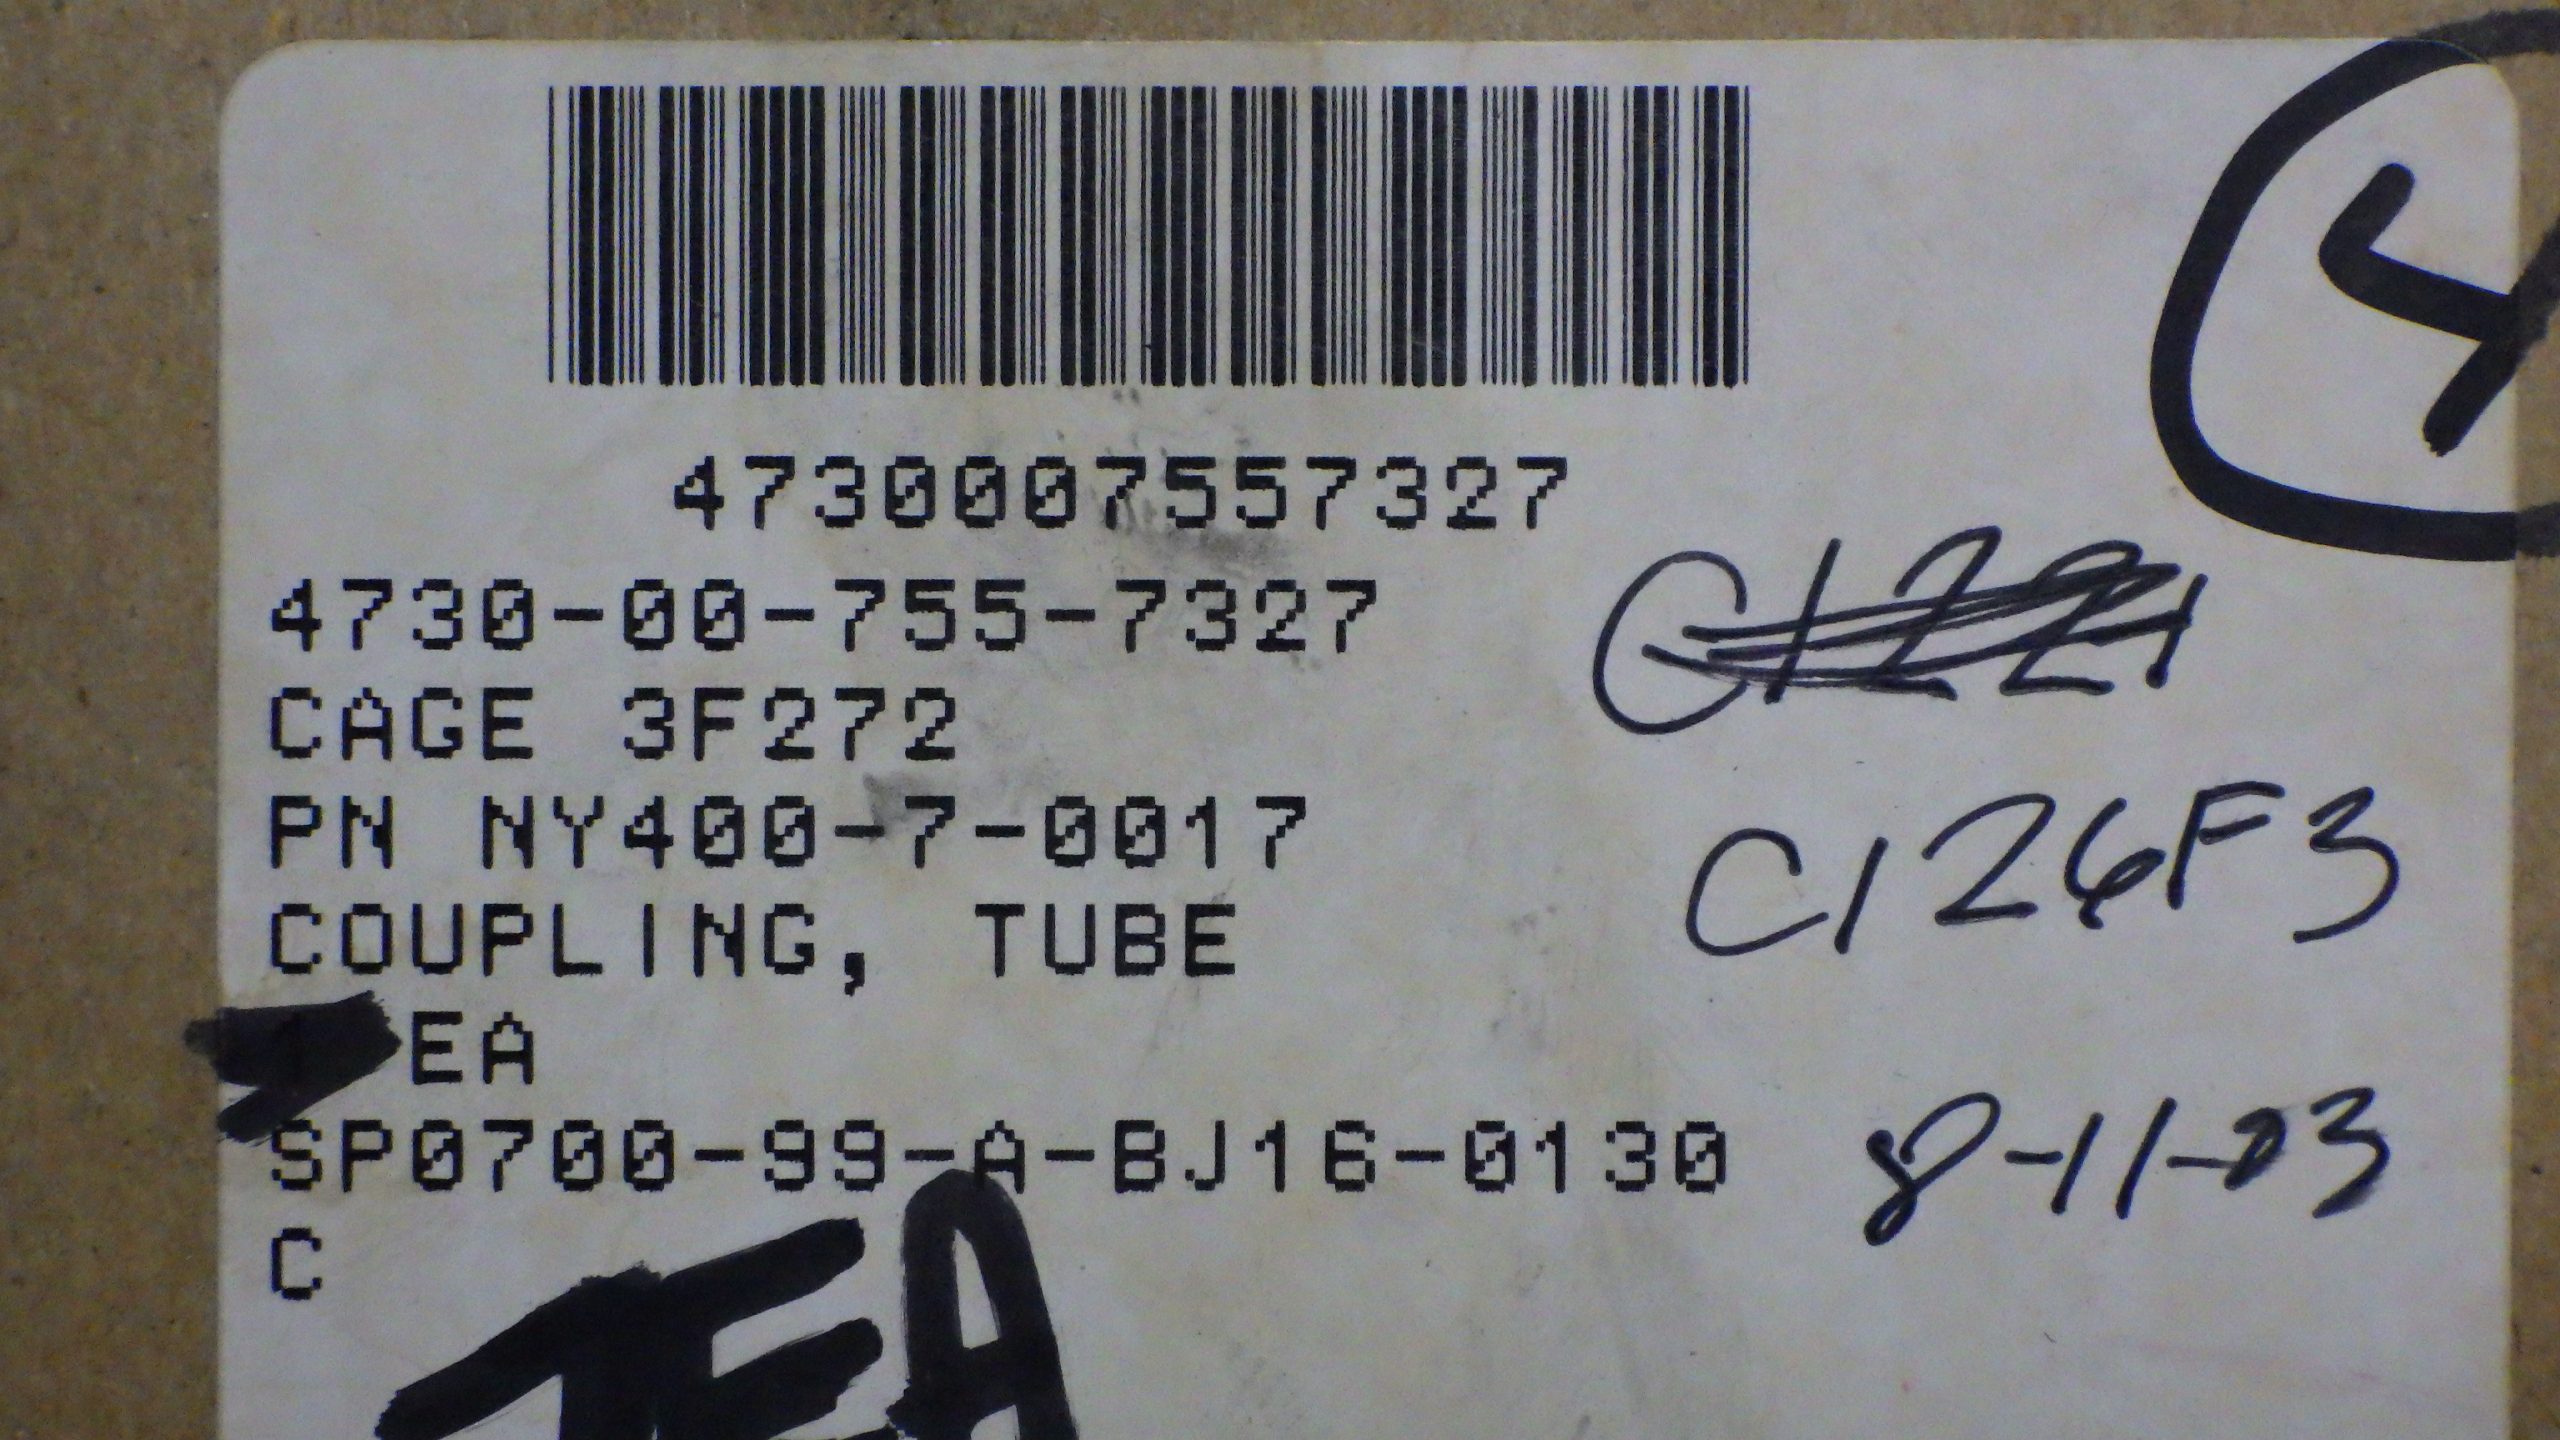 4
4730007557327
4730-00-755-7327
CAGE 3F272
PN NY400-7-0017
C126F3
COUPLING, TUBE
EA
SP0700-99-A-BJ16-0130
8-11-03
C
EA